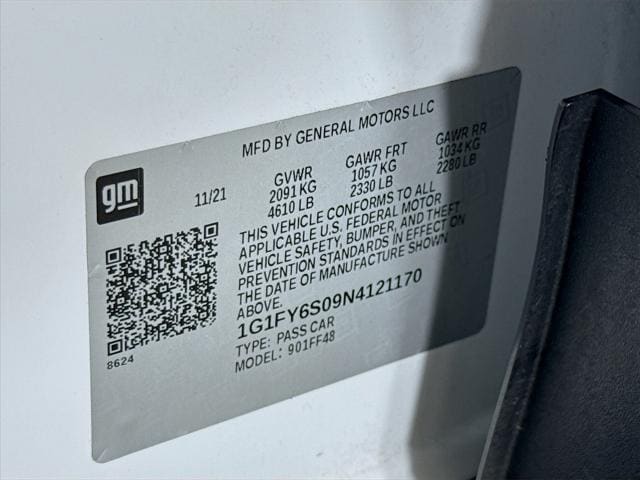 MFD BY GENERAL MOTORS LLC
gm
11/21
GVWR GAWR FRT GAWR RR
2091 KG 1057 KG 1034 KG
4610 LB 2330 LB 2280 LB
THIS VEHICLE CONFORMS TO ALL
APPLICABLE U.S. FEDERAL MOTOR
VEHICLE SAFETY, BUMPER, AND THEFT
PREVENTION STANDARDS IN EFFECT ON
THE DATE OF MANUFACTURE SHOWN
ABOVE.
1G1FY6S09N4121170
TYPE: PASS CAR
MODEL: 901FF48
8624